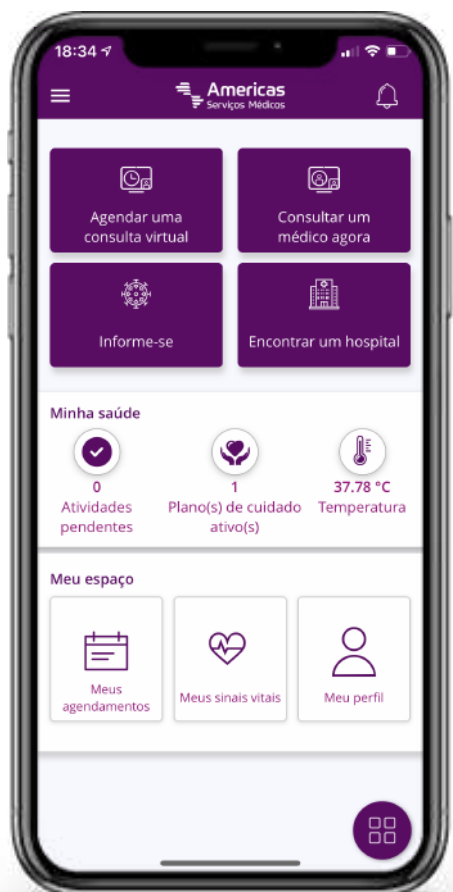 18:34
Americas
Serviços Médicos
Agendar uma
consulta virtual
Consultar um
médico agora
Informe-se
Encontrar um hospital
Minha saúde
0
Atividades
pendentes
1
Plano(s) de cuidado
ativo(s)
37.78 °C
Temperatura
Meu espaço
Meus
agendamentos
Meus sinais vitais
Meu perfil